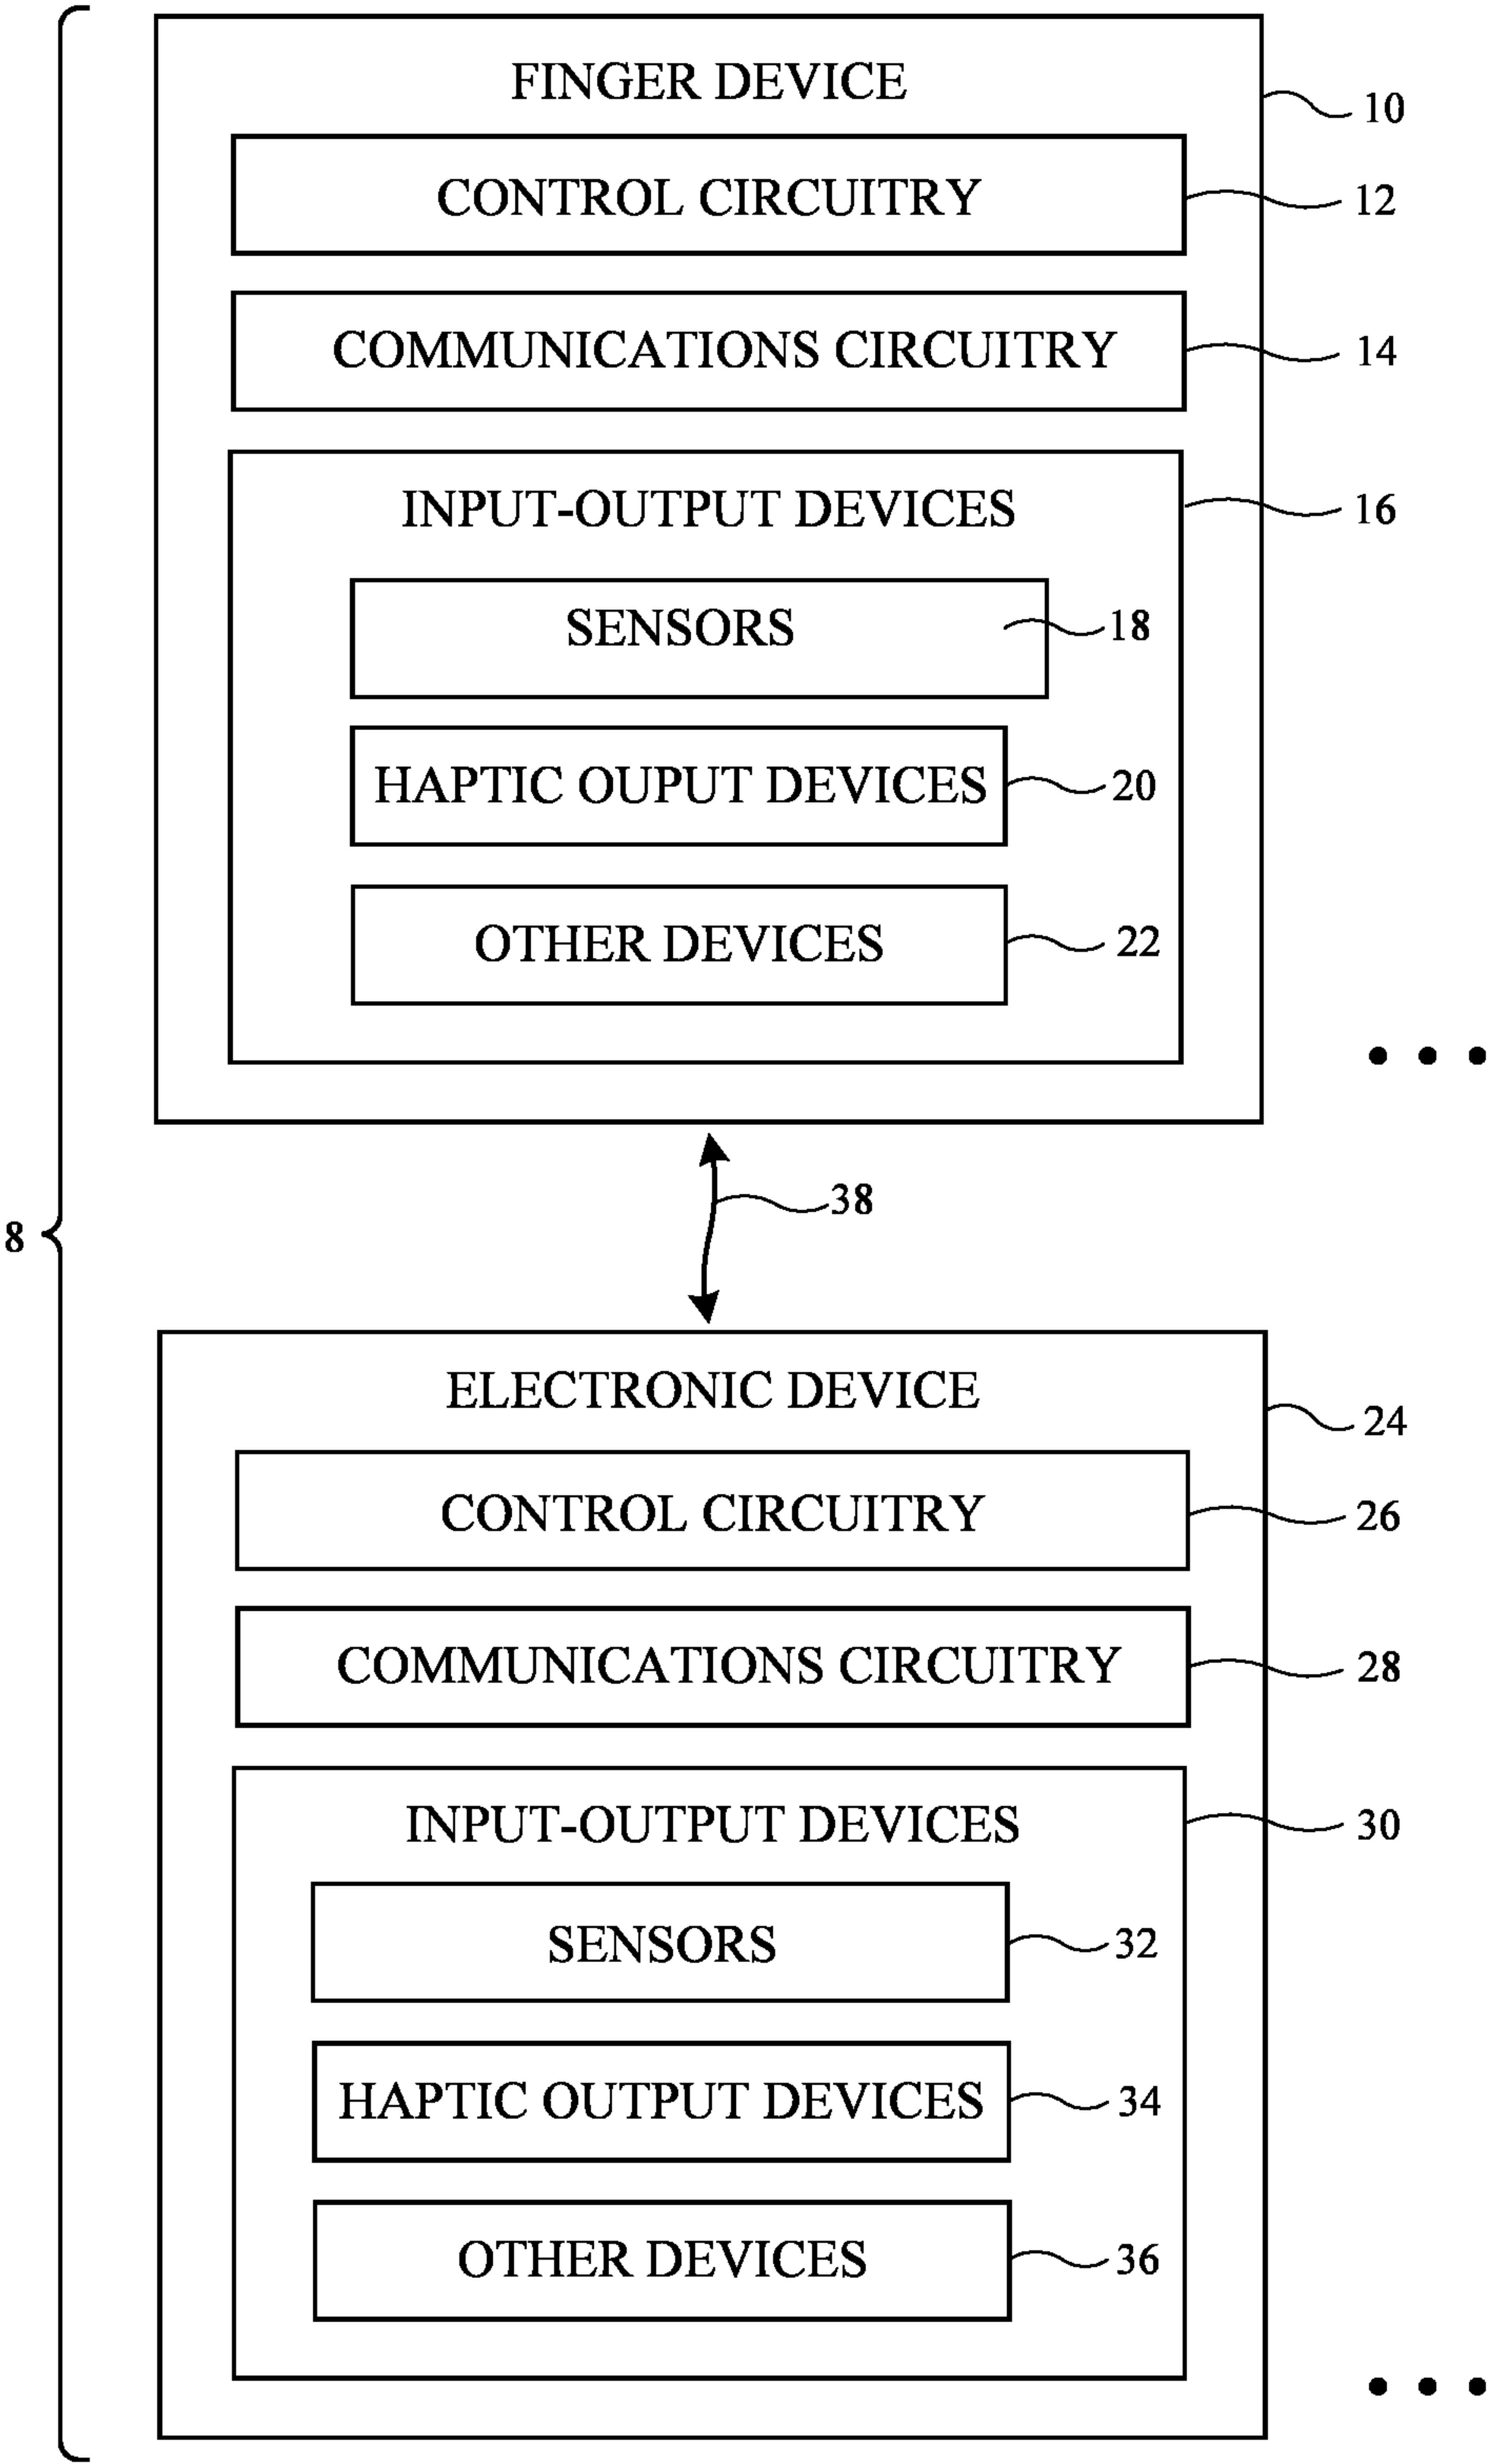 FINGER DEVICE
10
CONTROL CIRCUITRY
12
COMMUNICATIONS CIRCUITRY
14
INPUT-OUTPUT DEVICES
16
SENSORS
18
HAPTIC OUPUT DEVICES
20
OTHER DEVICES
22
38
8
ELECTRONIC DEVICE
24
CONTROL CIRCUITRY
26
COMMUNICATIONS CIRCUITRY
28
INPUT-OUTPUT DEVICES
30
SENSORS
32
HAPTIC OUTPUT DEVICES
34
OTHER DEVICES
36